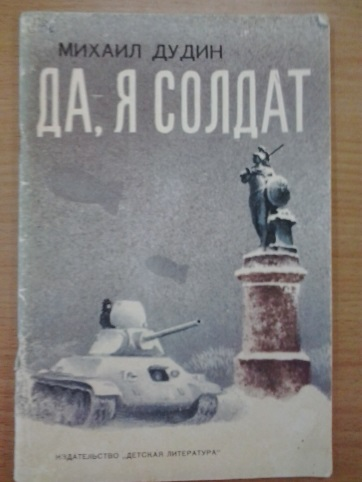 МИХАИЛ ДУДИН
ДА, Я СОЛДАТ
ИЗДАТЕЛЬСТВО „ДЕТСКАЯ ЛИТЕРАТУРА"